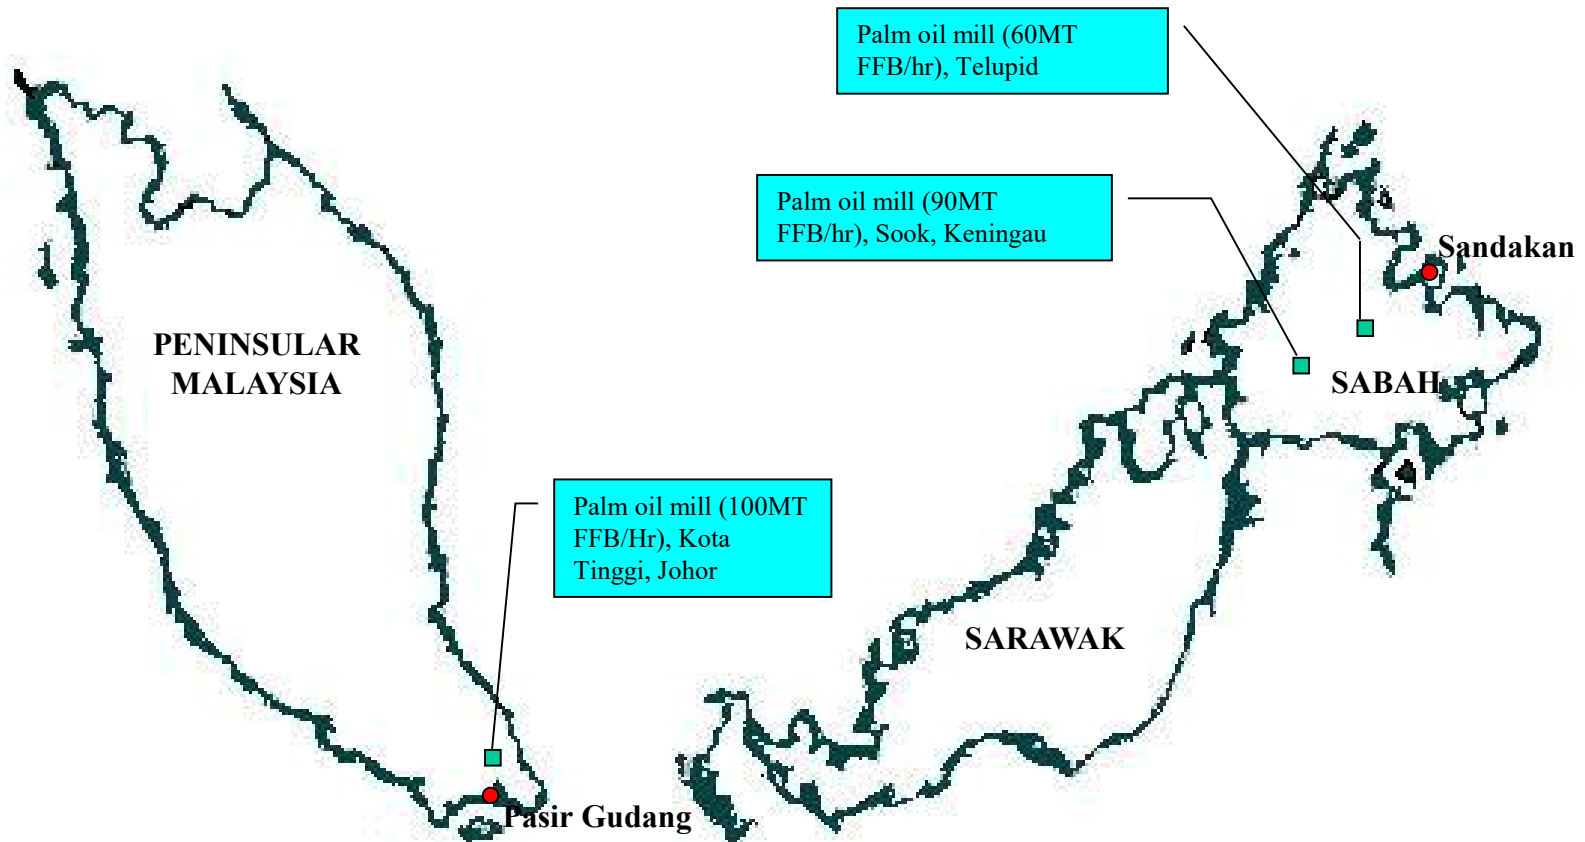 Palm oil mill (60MT
FFB/hr), Telupid
Palm oil mill (90MT
FFB/hr), Sook, Keningau
Sandakan
PENINSULAR
MALAYSIA
SABAH
Palm oil mill (100MT
FFB/Hr), Kota
Tinggi, Johor
SARAWAK
Pasir Gudang